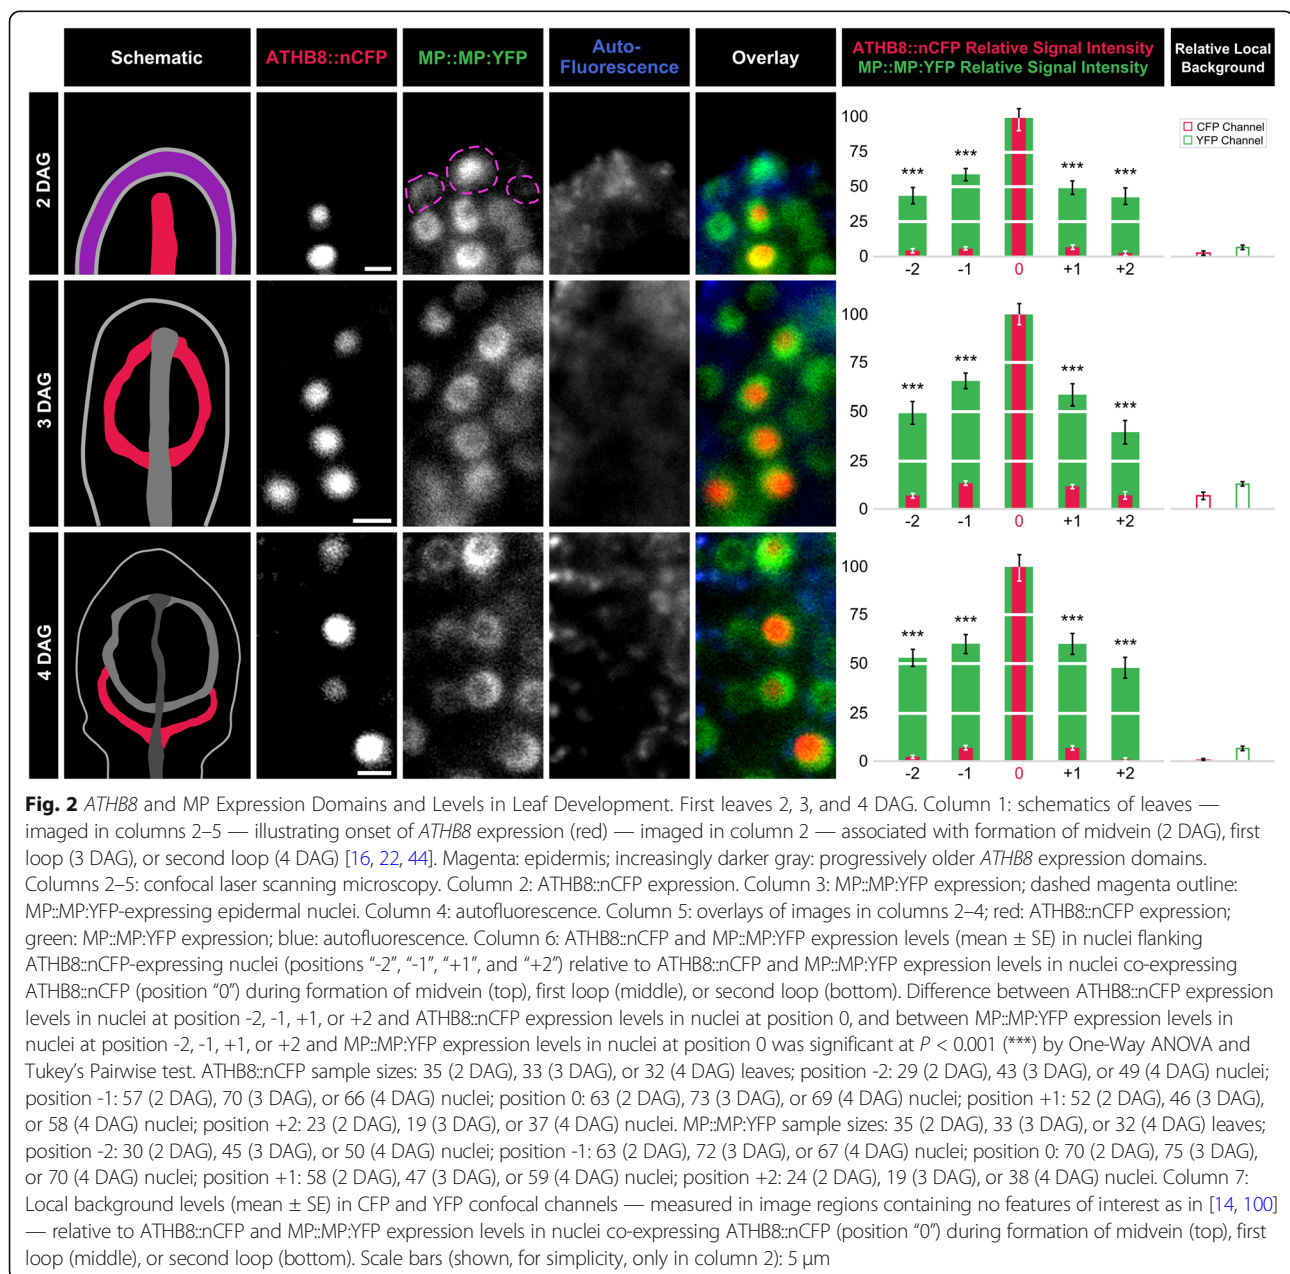 Schematic
ATHB8::nCFP
MP::MP:YFP
Auto-
Fluorescence
Overlay
ATHB8::nCFP Relative Signal Intensity
MP::MP:YFP Relative Signal Intensity
Relative Local
Background
2 DAG
100
75
50
25
0
***
***
***
***
-2
-1
0
+1
+2
CFP Channel
YFP Channel
3 DAG
100
75
50
25
0
***
***
***
***
-2
-1
0
+1
+2
4 DAG
100
75
50
25
0
***
***
***
***
-2
-1
0
+1
+2
Fig. 2 ATHB8 and MP Expression Domains and Levels in Leaf Development. First leaves 2, 3, and 4 DAG. Column 1: schematics of leaves —
imaged in columns 2–5 — illustrating onset of ATHB8 expression (red) — imaged in column 2 — associated with formation of midvein (2 DAG), first
loop (3 DAG), or second loop (4 DAG) [16, 22, 44]. Magenta: epidermis; increasingly darker gray: progressively older ATHB8 expression domains.
Columns 2–5: confocal laser scanning microscopy. Column 2: ATHB8::nCFP expression. Column 3: MP::MP:YFP expression; dashed magenta outline:
MP::MP:YFP-expressing epidermal nuclei. Column 4: autofluorescence. Column 5: overlays of images in columns 2–4; red: ATHB8::nCFP expression;
green: MP::MP:YFP expression; blue: autofluorescence. Column 6: ATHB8::nCFP and MP::MP:YFP expression levels (mean ± SE) in nuclei flanking
ATHB8::nCFP-expressing nuclei (positions “-2”, “-1”, “+1”, and “+2”) relative to ATHB8::nCFP and MP::MP:YFP expression levels in nuclei co-expressing
ATHB8::nCFP (position “0”) during formation of midvein (top), first loop (middle), or second loop (bottom). Difference between ATHB8::nCFP expression
levels in nuclei at position -2, -1, +1, or +2 and ATHB8::nCFP expression levels in nuclei at position 0, and between MP::MP:YFP expression levels in
nuclei at position -2, -1, +1, or +2 and MP::MP:YFP expression levels in nuclei at position 0 was significant at P < 0.001 (***) by One-Way ANOVA and
Tukey’s Pairwise test. ATHB8::nCFP sample sizes: 35 (2 DAG), 33 (3 DAG), or 32 (4 DAG) leaves; position -2: 29 (2 DAG), 43 (3 DAG), or 49 (4 DAG) nuclei;
position -1: 57 (2 DAG), 70 (3 DAG), or 66 (4 DAG) nuclei; position 0: 63 (2 DAG), 73 (3 DAG), or 69 (4 DAG) nuclei; position +1: 52 (2 DAG), 46 (3 DAG),
or 58 (4 DAG) nuclei; position +2: 23 (2 DAG), 19 (3 DAG), or 37 (4 DAG) nuclei. MP::MP:YFP sample sizes: 35 (2 DAG), 33 (3 DAG), or 32 (4 DAG) leaves;
position -2: 30 (2 DAG), 45 (3 DAG), or 50 (4 DAG) nuclei; position -1: 63 (2 DAG), 72 (3 DAG), or 67 (4 DAG) nuclei; position 0: 70 (2 DAG), 75 (3 DAG),
or 70 (4 DAG) nuclei; position +1: 58 (2 DAG), 47 (3 DAG), or 59 (4 DAG) nuclei; position +2: 24 (2 DAG), 19 (3 DAG), or 38 (4 DAG) nuclei. Column 7:
Local background levels (mean ± SE) in CFP and YFP confocal channels — measured in image regions containing no features of interest as in [14, 100]
— relative to ATHB8::nCFP and MP::MP:YFP expression levels in nuclei co-expressing ATHB8::nCFP (position “0”) during formation of midvein (top), first
loop (middle), or second loop (bottom). Scale bars (shown, for simplicity, only in column 2): 5 μm